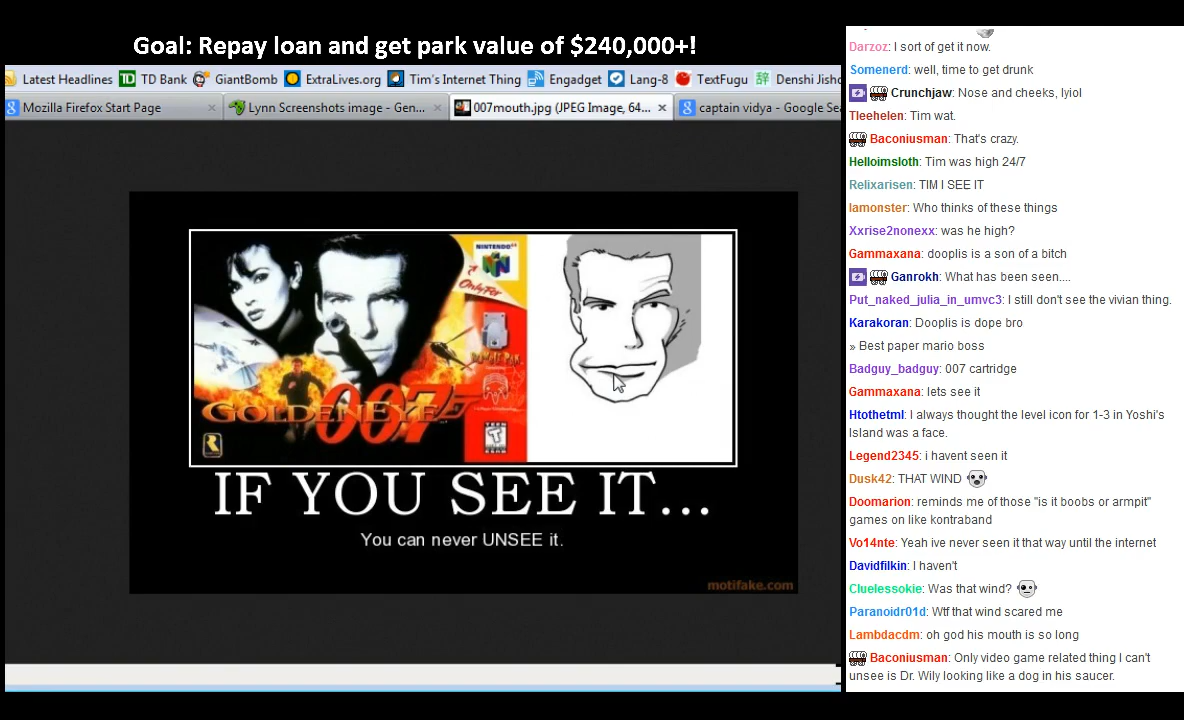 Goal: Repay loan and get park value of $240,000+!
Latest Headlines TD Bank GiantBomb ExtraLives.org Tim's Internet Thing Engadget Lang-8 TextFugu Denshi Jisho
Mozilla Firefox Start Page Lynn Screenshots image - Gen... 007mouth.jpg (JPEG Image, 64... captain vidya - Google Se
NINTENDO64
Only For
RUMBLE PAK
GOLDENEYE 007
TEEN
IF YOU SEE IT...
You can never UNSEE it.
motifake.com
Darzoz: I sort of get it now.
Somenerd: well, time to get drunk
Crunchjaw: Nose and cheeks, lyiol
Tleehelen: Tim wat.
Baconiusman: That's crazy.
Helloimsloth: Tim was high 24/7
Relixarisen: TIM I SEE IT
Iamonster: Who thinks of these things
Xxrise2nonexx: was he high?
Gammaxana: dooplis is a son of a bitch
Ganrokh: What has been seen....
Put_naked_julia_in_umvc3: I still don't see the vivian thing.
Karakoran: Dooplis is dope bro
» Best paper mario boss
Badguy_badguy: 007 cartridge
Gammaxana: lets see it
Htothetml: I always thought the level icon for 1-3 in Yoshi's
Island was a face.
Legend2345: i havent seen it
Dusk42: THAT WIND
Doomarion: reminds me of those "is it boobs or armpit"
games on like kontraband
Vo14nte: Yeah ive never seen it that way until the internet
Davidfilkin: I haven't
Cluelessokie: Was that wind?
Paranoidr01d: Wtf that wind scared me
Lambdacdm: oh god his mouth is so long
Baconiusman: Only video game related thing I can't
unsee is Dr. Wily looking like a dog in his saucer.